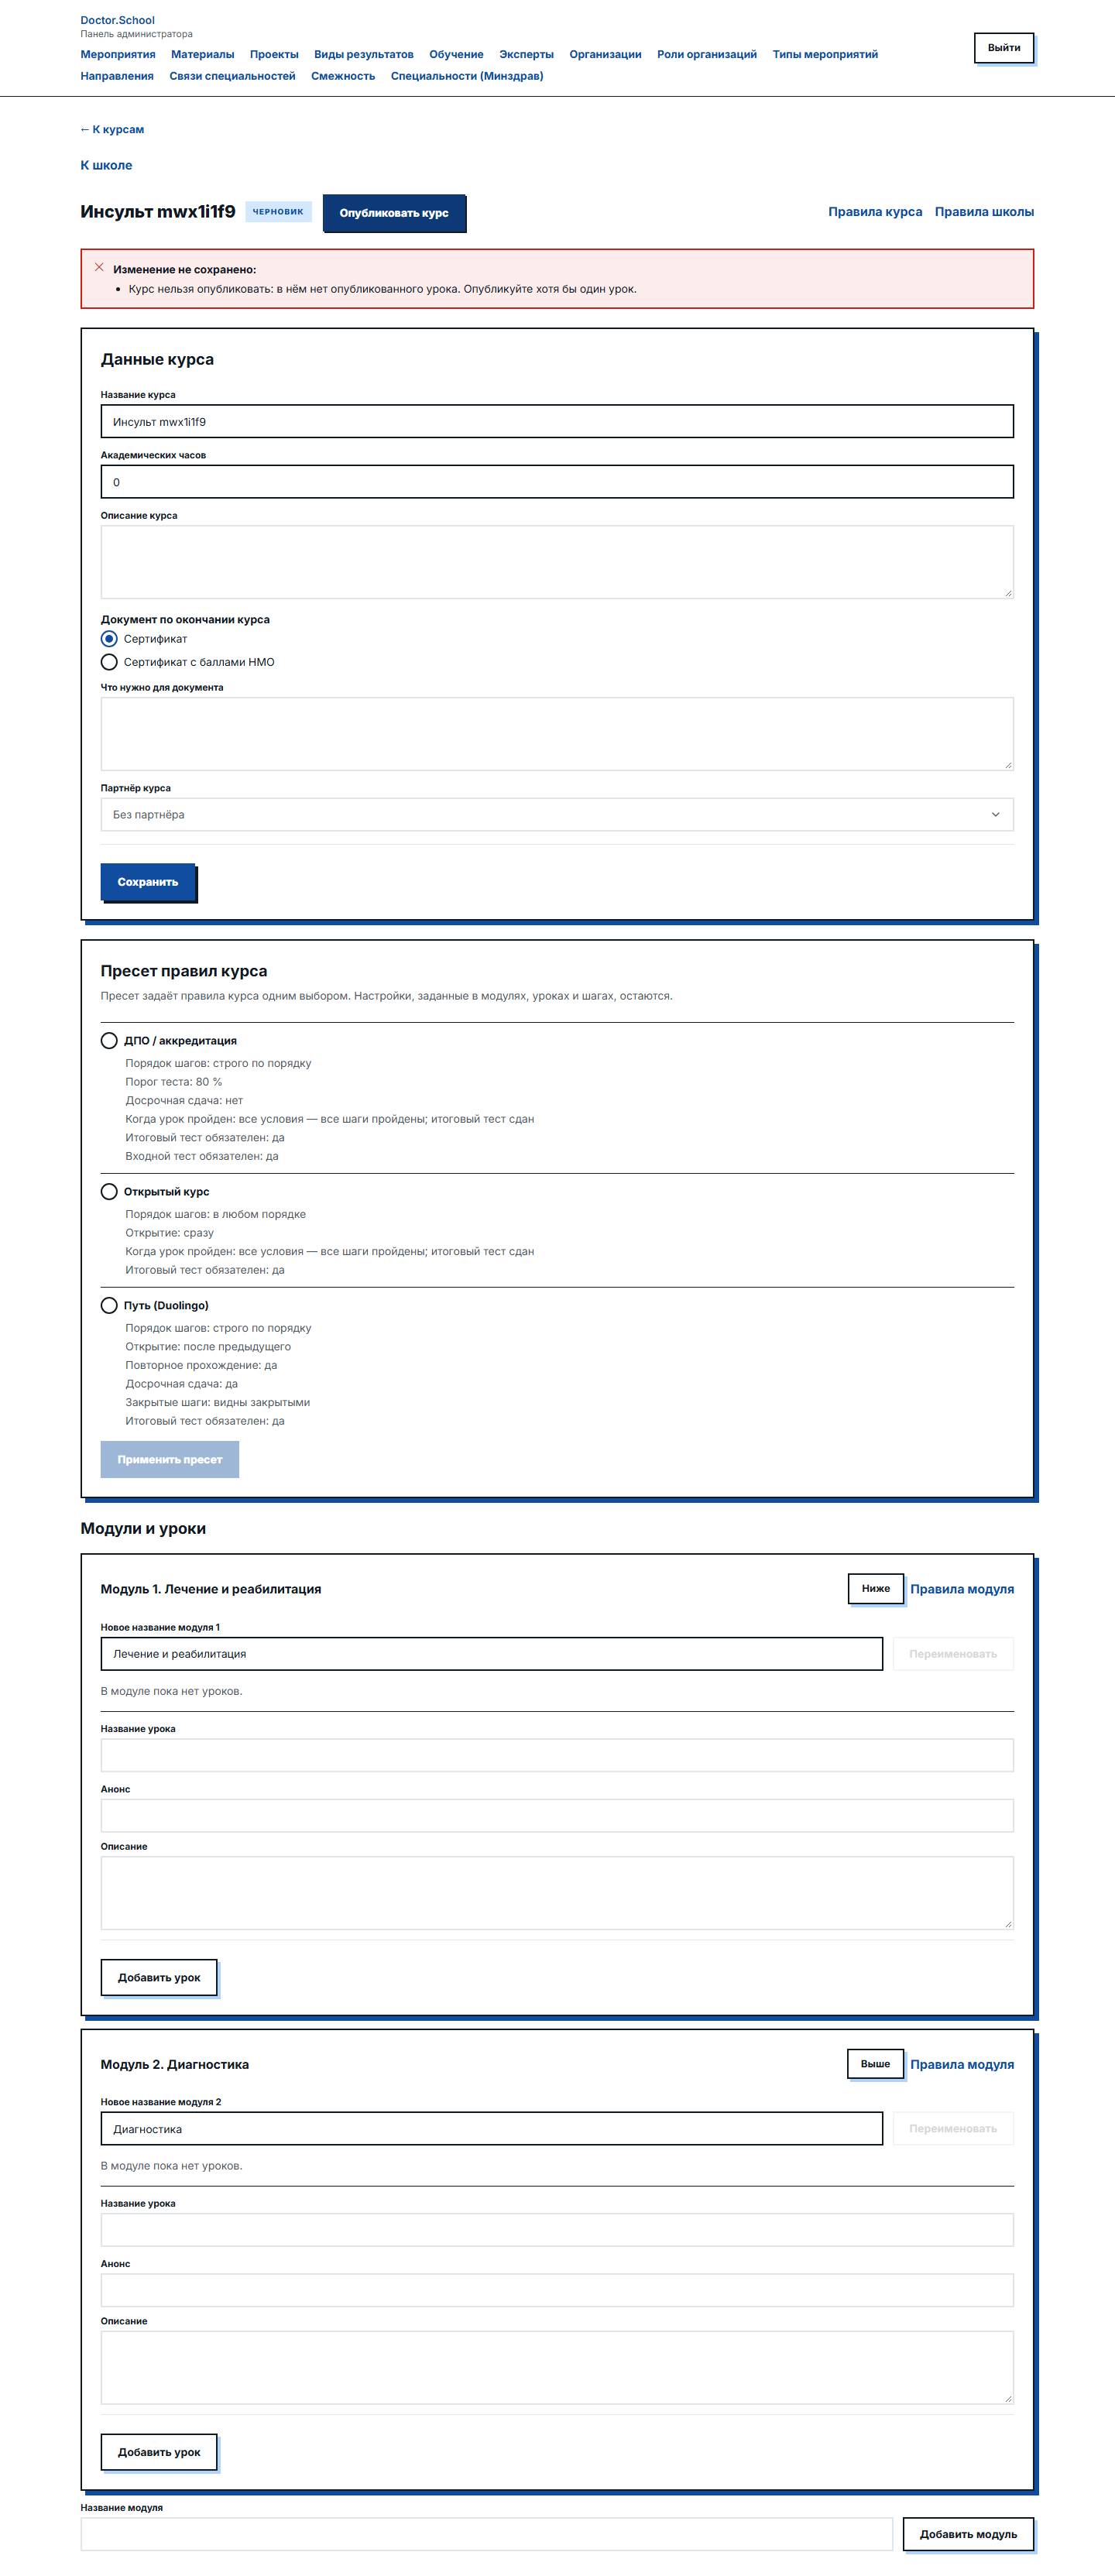 Doctor.School
Панель администратора
Мероприятия Материалы Проекты Виды результатов Обучение Эксперты Организации Роли организаций Типы мероприятий
Направления Связи специальностей Смежность Специальности (Минздрав)
Выйти
← К курсам
К школе
Инсульт mwx1i1f9 ЧЕРНОВИК Опубликовать курс Правила курса Правила школы
Изменение не сохранено:
• Курс нельзя опубликовать: в нём нет опубликованного урока. Опубликуйте хотя бы один урок.
Данные курса
Название курса
Инсульт mwx1i1f9
Академических часов
0
Описание курса
Документ по окончании курса
Сертификат
Сертификат с баллами НМО
Что нужно для документа
Партнёр курса
Без партнёра
Сохранить
Пресет правил курса
Пресет задаёт правила курса одним выбором. Настройки, заданные в модулях, уроках и шагах, остаются.
ДПО / аккредитация
Порядок шагов: строго по порядку
Порог теста: 80 %
Досрочная сдача: нет
Когда урок пройден: все условия — все шаги пройдены; итоговый тест сдан
Итоговый тест обязателен: да
Входной тест обязателен: да
Открытый курс
Порядок шагов: в любом порядке
Открытие: сразу
Когда урок пройден: все условия — все шаги пройдены; итоговый тест сдан
Итоговый тест обязателен: да
Путь (Duolingo)
Порядок шагов: строго по порядку
Открытие: после предыдущего
Повторное прохождение: да
Досрочная сдача: да
Закрытые шаги: видны закрытыми
Итоговый тест обязателен: да
Применить пресет
Модули и уроки
Модуль 1. Лечение и реабилитация Ниже Правила модуля
Новое название модуля 1
Лечение и реабилитация Переименовать
В модуле пока нет уроков.
Название урока
Анонс
Описание
Добавить урок
Модуль 2. Диагностика Выше Правила модуля
Новое название модуля 2
Диагностика Переименовать
В модуле пока нет уроков.
Название урока
Анонс
Описание
Добавить урок
Название модуля
Добавить модуль